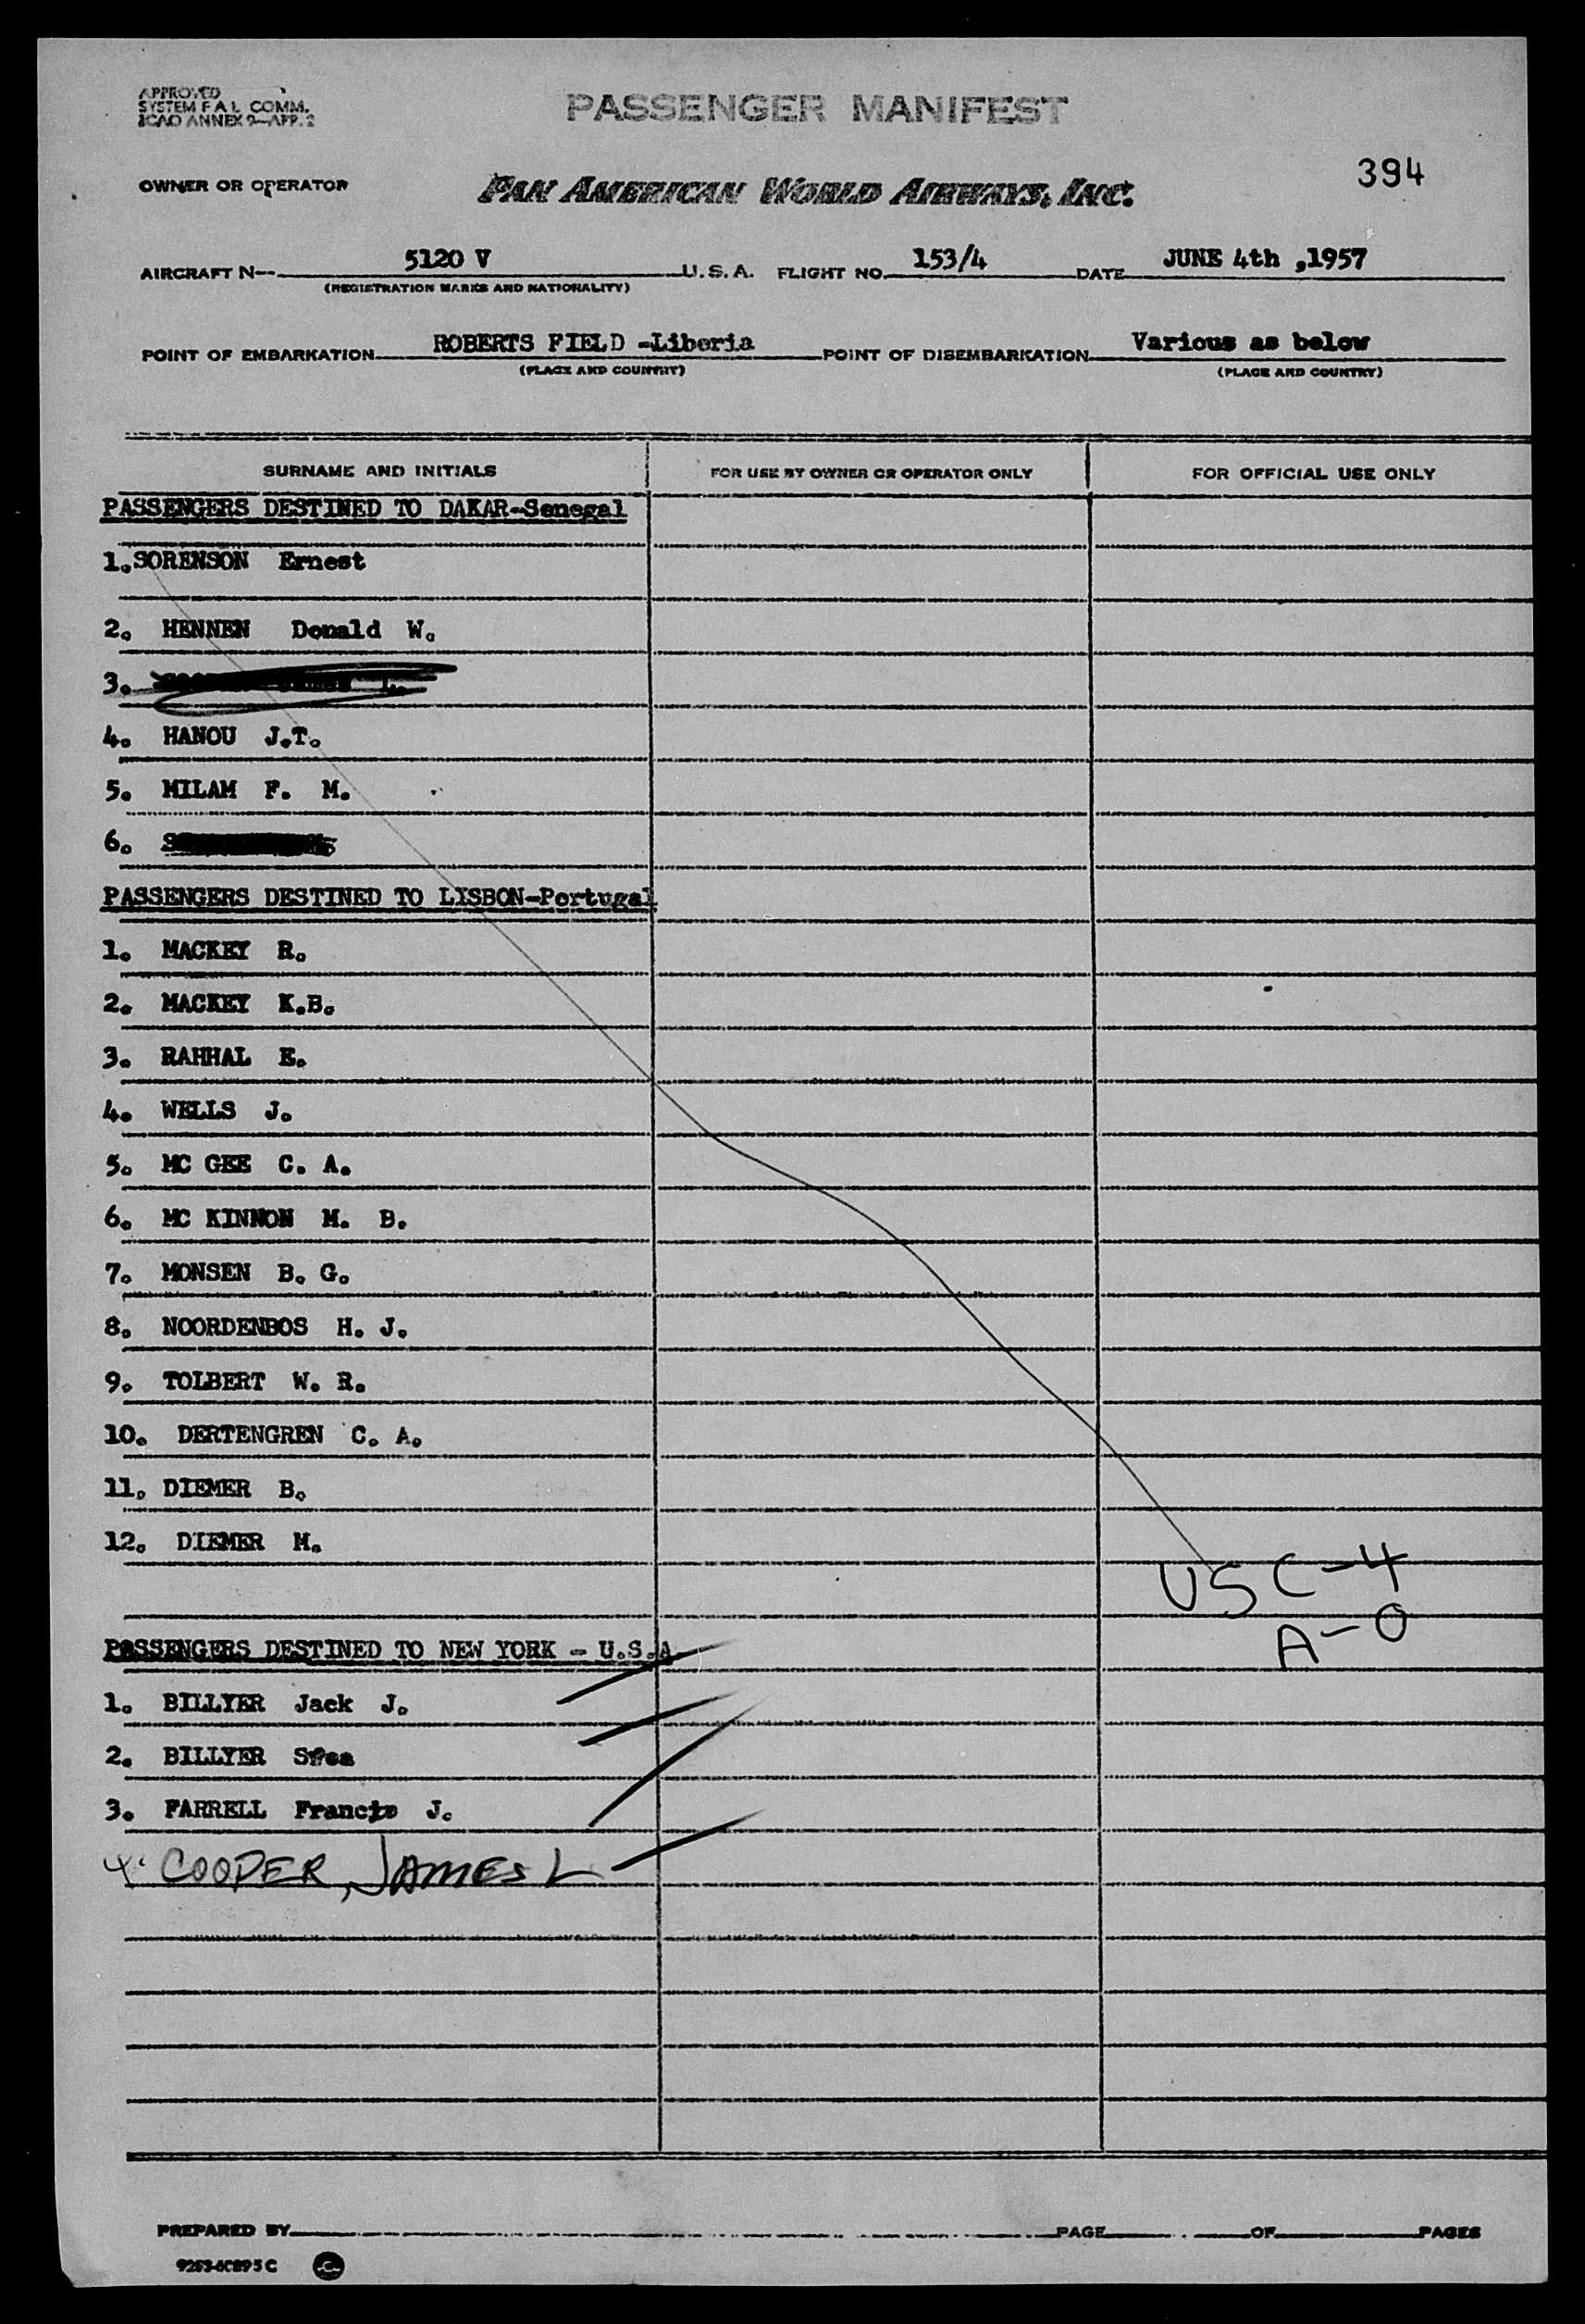 APPROVED
SYSTEM F A L COMM.
ICAO ANNEX 9-APP. 2
PASSENGER MANIFEST
394
OWNER OR OPERATOR
PAN AMERICAN WORLD AIRWAYS, INC.
AIRCRAFT N-- 5120 V U.S.A. FLIGHT NO. 153/4 DATE JUNE 4th ,1957
(REGISTRATION MARKS AND NATIONALITY)
POINT OF EMBARKATION ROBERTS FIELD -Liberia POINT OF DISEMBARKATION Various as below
(PLACE AND COUNTRY) (PLACE AND COUNTRY)
SURNAME AND INITIALS FOR USE BY OWNER OR OPERATOR ONLY FOR OFFICIAL USE ONLY
PASSENGERS DESTINED TO DAKAR-Senegal
1.SORENSON Ernest
2. HENNEN Donald W.
3. L.
4. HANOU J.T.
5. MILAM F. M.
6.
PASSENGERS DESTINED TO LISBON-Portugal
1. MACKEY R.
2. MACKEY K.B.
3. RAHHAL E.
4. WELLS J.
5. MC GEE C. A.
6. MC KINNON M. B.
7. MONSEN B. G.
8. NOORDENBOS H. J.
9. TOLBERT W. R.
10. DERTENGREN C. A.
11. DIEMER B.
12. DIEMER M.
USC-4
A-0
PASSENGERS DESTINED TO NEW YORK - U.S.A
1. BILLYER Jack J.
2. BILLYER
3. FARRELL Francis J.
4. COOPER, JAMES L
PREPARED BY PAGE OF PAGES